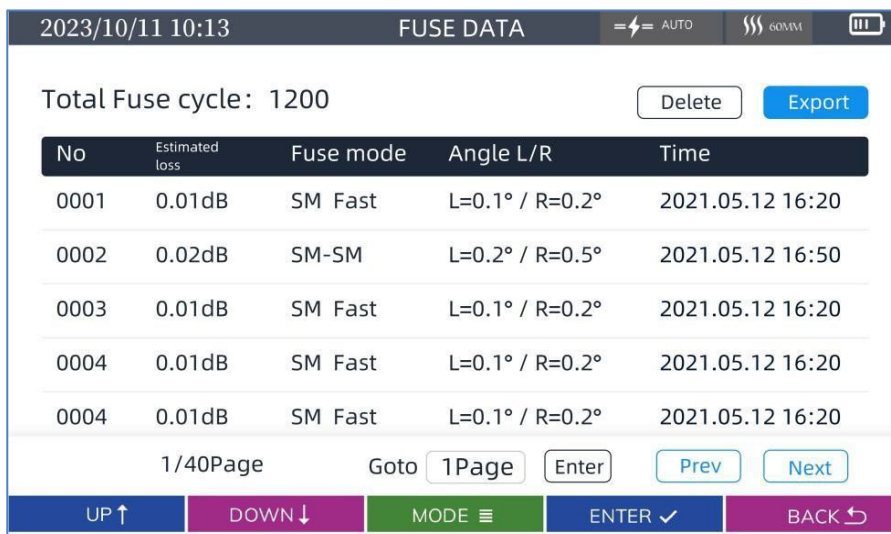 2023/10/11 10:13 FUSE DATA AUTO 60MM
Total Fuse cycle: 1200 Delete Export
No Estimated loss Fuse mode Angle L/R Time
0001 0.01dB SM Fast L=0.1° / R=0.2° 2021.05.12 16:20
0002 0.02dB SM-SM L=0.2° / R=0.5° 2021.05.12 16:50
0003 0.01dB SM Fast L=0.1° / R=0.2° 2021.05.12 16:20
0004 0.01dB SM Fast L=0.1° / R=0.2° 2021.05.12 16:20
0004 0.01dB SM Fast L=0.1° / R=0.2° 2021.05.12 16:20
1/40Page Goto 1Page Enter Prev Next
UP↑ DOWN↓ MODE ≡ ENTER ✓ BACK ⮌